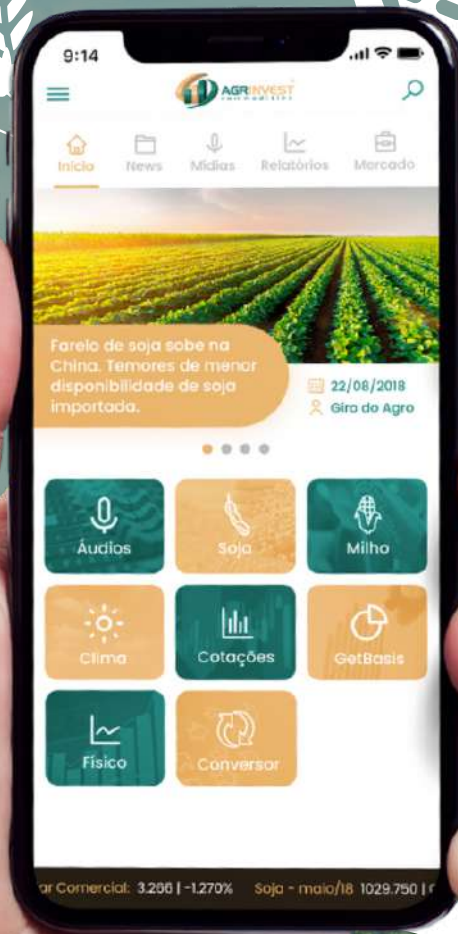 9:14
AGRINVEST
commodities
Início News Mídias Relatórios Mercado
Farelo de soja sobe na
China. Temores de menor
disponibilidade de soja
importada.
22/08/2018
Giro do Agro
Áudios Soja Milho
Clima Cotações GetBasis
Físico Conversor
ar Comercial: 3.266 | -1.270% Soja - maio/18 1029.750 |